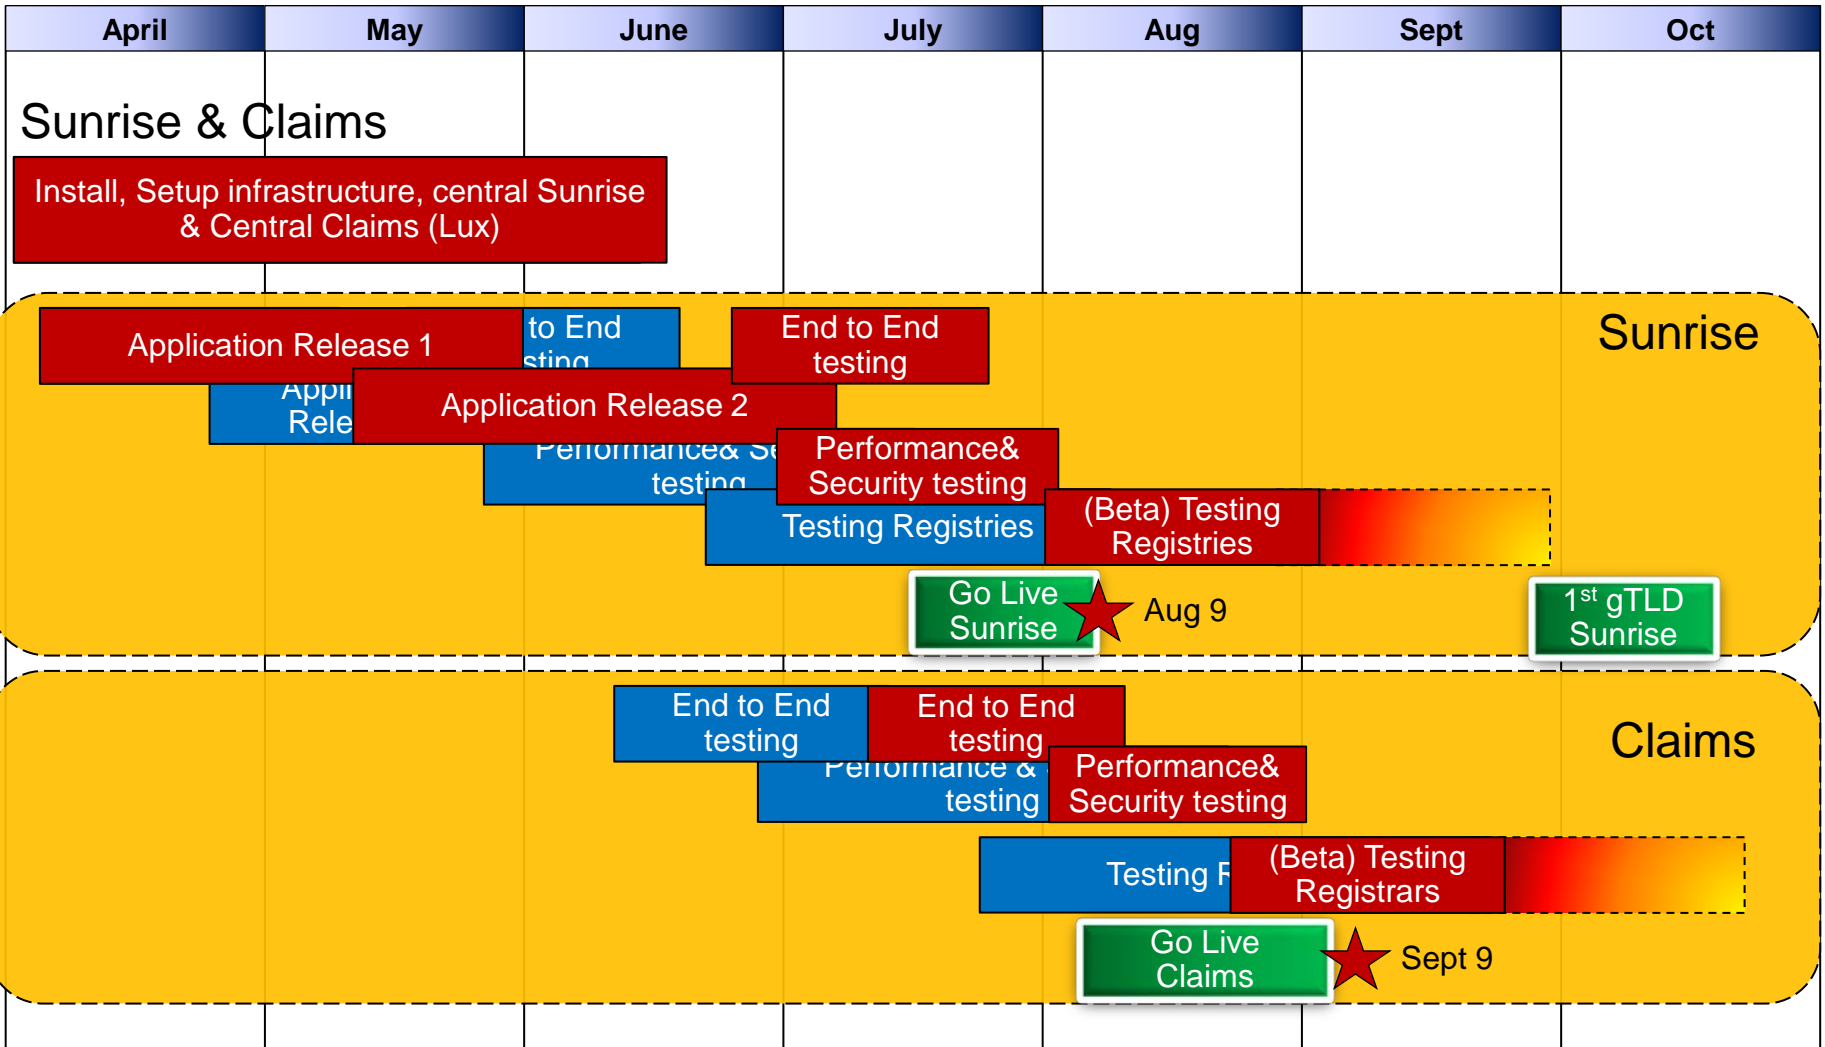 April May June July Aug Sept Oct
Sunrise & Claims
Install, Setup infrastructure, central Sunrise
& Central Claims (Lux)
Sunrise
Application Release 1
to End
End to End
testing
Application Release 2
Performance&
testing
Performance&
Security testing
Testing Registries
(Beta) Testing
Registries
Go Live
Sunrise
Aug 9
1st gTLD
Sunrise
Claims
End to End
testing
End to End
testing
Performance &
testing
Performance&
Security testing
Testing
(Beta) Testing
Registrars
Go Live
Claims
Sept 9